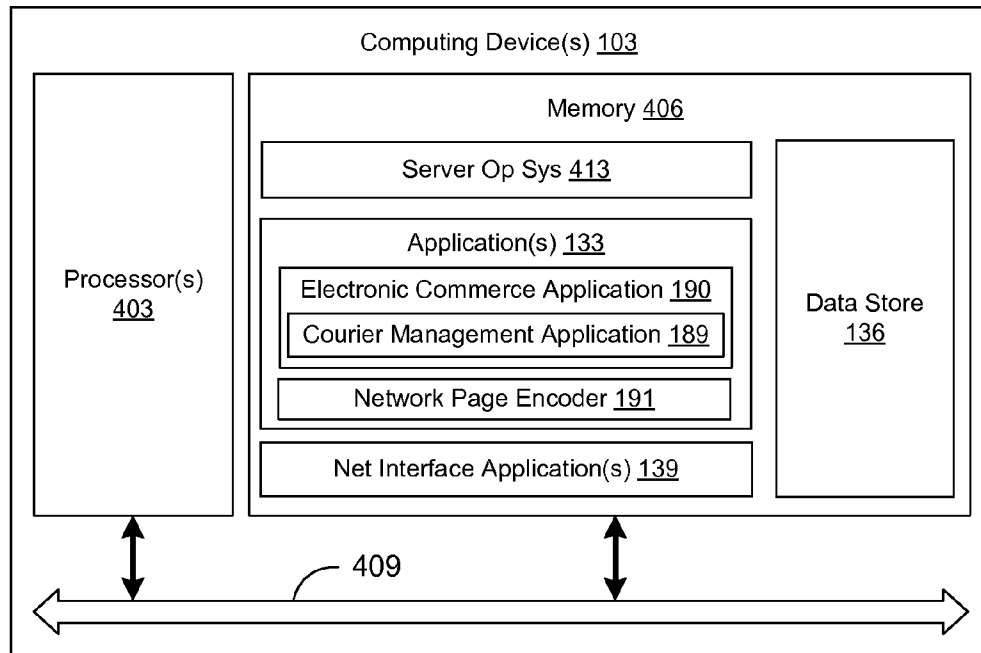 Computing Device(s) 103
Memory 406
Server Op Sys 413
Application(s) 133
Electronic Commerce Application 190
Courier Management Application 189
Network Page Encoder 191
Net Interface Application(s) 139
Processor(s)
403
Data Store
136
409